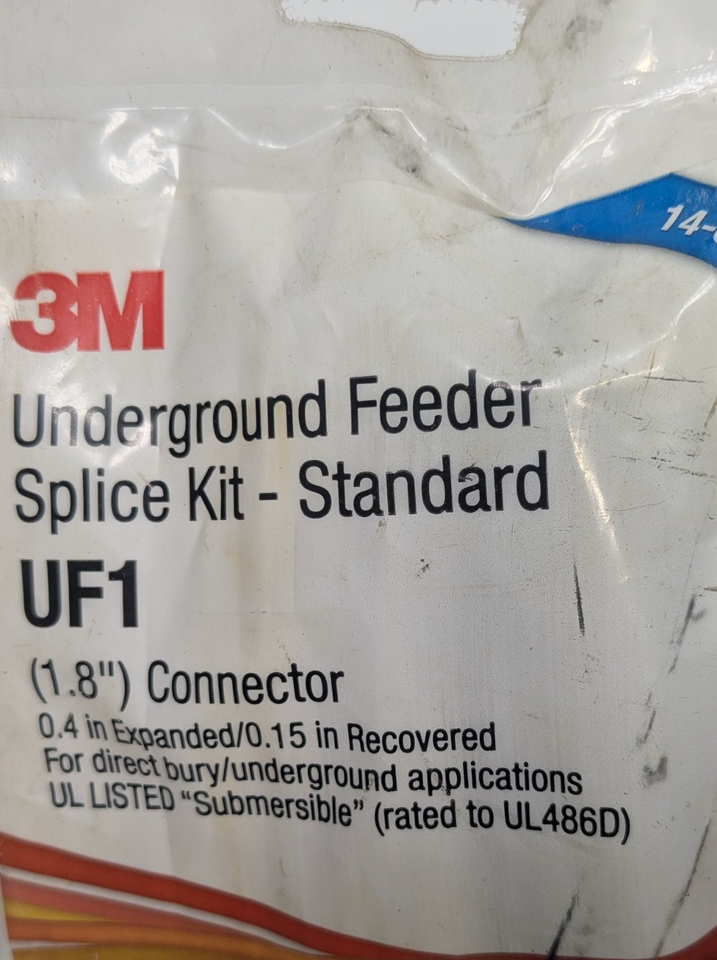 14-
3M
Underground Feeder
Splice Kit - Standard
UF1
(1.8") Connector
0.4 in Expanded/0.15 in Recovered
For direct bury/underground applications
UL LISTED “Submersible” (rated to UL486D)